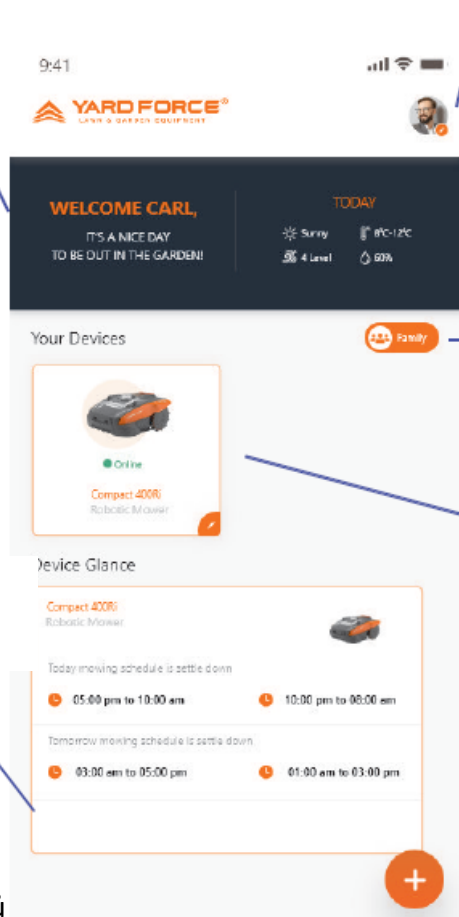 9:41
YARD FORCE®
LAWN & GARDEN EQUIPMENT
WELCOME CARL,
IT'S A NICE DAY
TO BE OUT IN THE GARDEN!
TODAY
Sunny 8°C-12°C
4 Level 60%
Your Devices
Family
Online
Compact 400Ri
Robotic Mower
Device Glance
Compact 400Ri
Robotic Mower
Today mowing schedule is settle down
05:00 pm to 10:00 am 10:00 pm to 08:00 am
Tomorrow mowing schedule is settle down
03:00 am to 05:00 pm 01:00 am to 03:00 pm
+